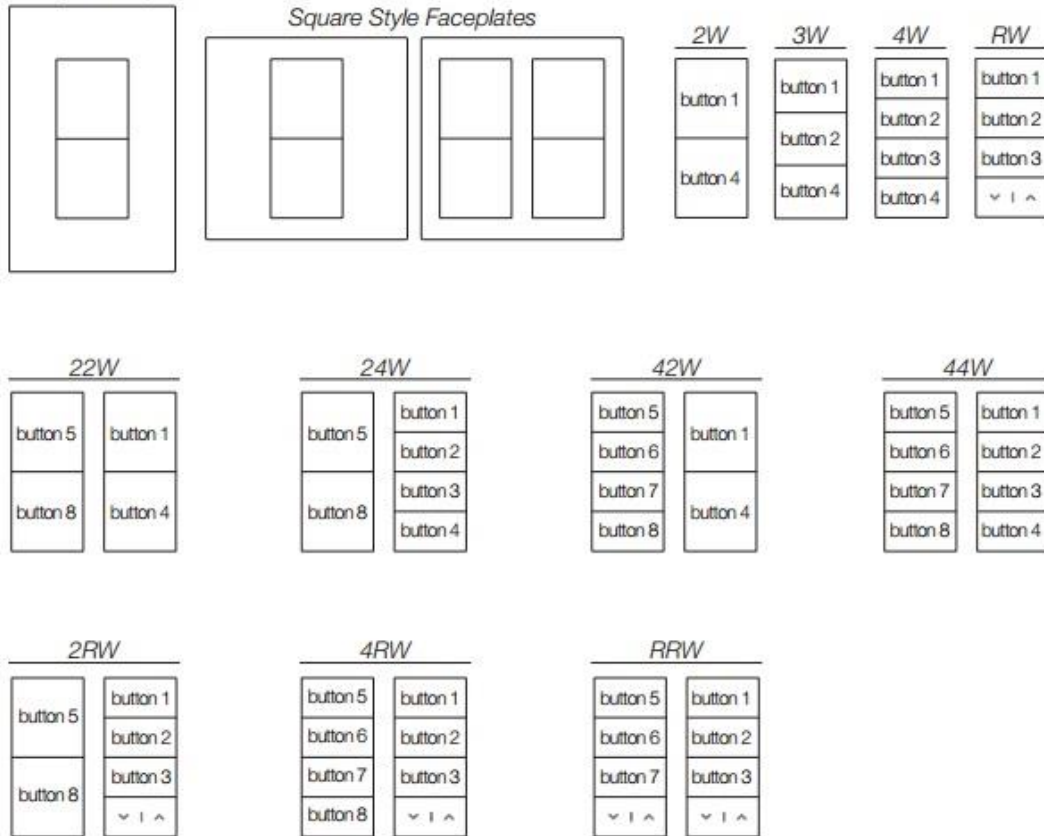 Square Style Faceplates
2W
button 1
button 4
3W
button 1
button 2
button 4
4W
button 1
button 2
button 3
button 4
RW
button 1
button 2
button 3
22W
button 5
button 8
button 1
button 4
24W
button 5
button 8
button 1
button 2
button 3
button 4
42W
button 5
button 6
button 7
button 8
button 1
button 4
44W
button 5
button 6
button 7
button 8
button 1
button 2
button 3
button 4
2RW
button 5
button 8
button 1
button 2
button 3
4RW
button 5
button 6
button 7
button 8
button 1
button 2
button 3
RRW
button 5
button 6
button 7
button 1
button 2
button 3